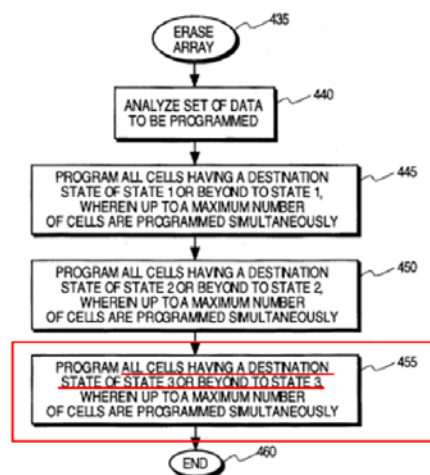 ERASE
ARRAY
435
ANALYZE SET OF DATA
TO BE PROGRAMMED
440
PROGRAM ALL CELLS HAVING A DESTINATION
STATE OF STATE 1 OR BEYOND TO STATE 1,
WHEREIN UP TO A MAXIMUM NUMBER
OF CELLS ARE PROGRAMMED SIMULTANEOUSLY
445
PROGRAM ALL CELLS HAVING A DESTINATION
STATE OF STATE 2 OR BEYOND TO STATE 2,
WHEREIN UP TO A MAXIMUM NUMBER
OF CELLS ARE PROGRAMMED SIMULTANEOUSLY
450
PROGRAM ALL CELLS HAVING A DESTINATION
STATE OF STATE 3 OR BEYOND TO STATE 3,
WHEREIN UP TO A MAXIMUM NUMBER
OF CELLS ARE PROGRAMMED SIMULTANEOUSLY
455
END
460